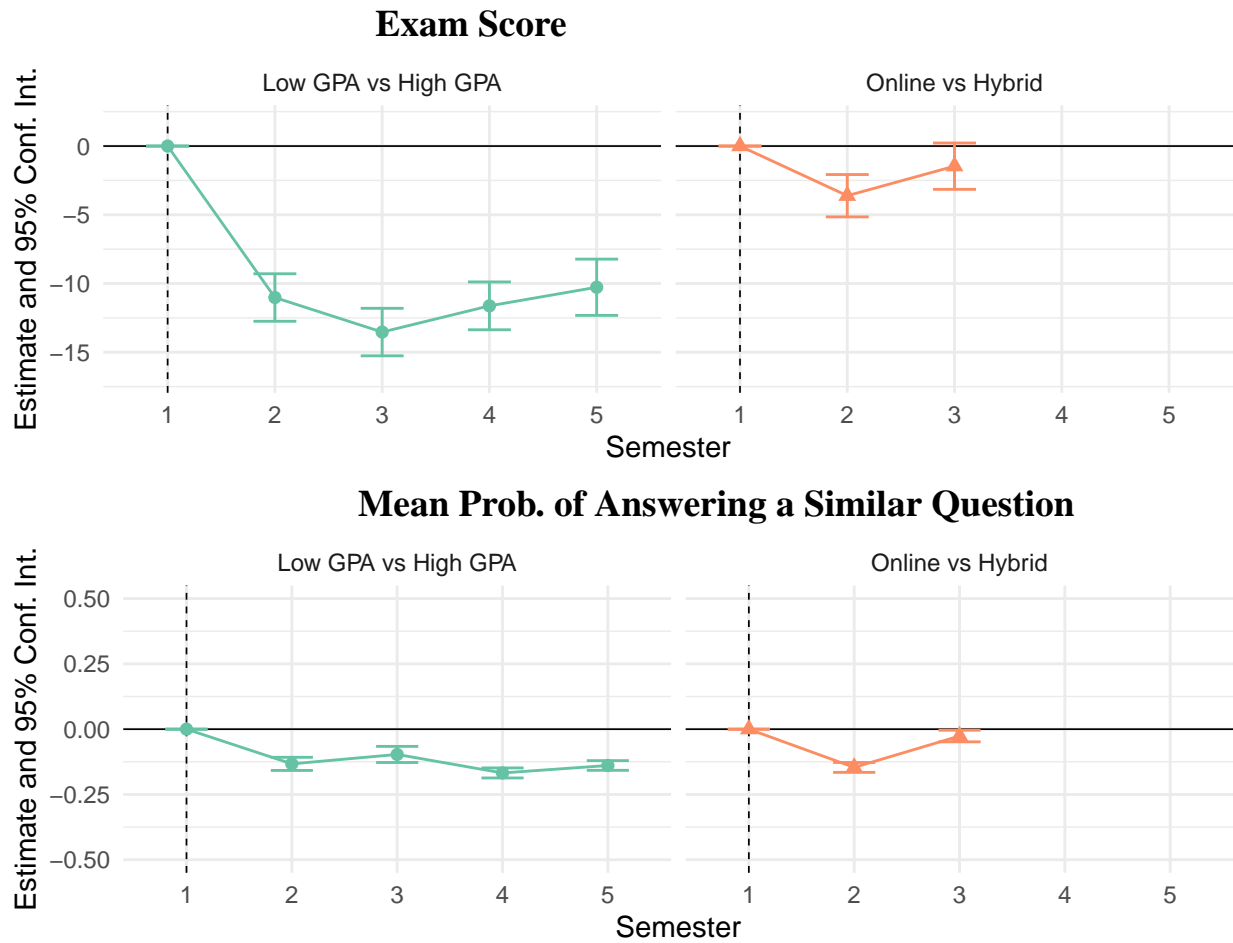 Exam Score
Low GPA vs High GPA
Online vs Hybrid
Estimate and 95% Conf. Int.
0
−5
−10
−15
1 2 3 4 5
1 2 3 4 5
Semester
Mean Prob. of Answering a Similar Question
Low GPA vs High GPA
Online vs Hybrid
Estimate and 95% Conf. Int.
0.50
0.25
0.00
−0.25
−0.50
1 2 3 4 5
1 2 3 4 5
Semester